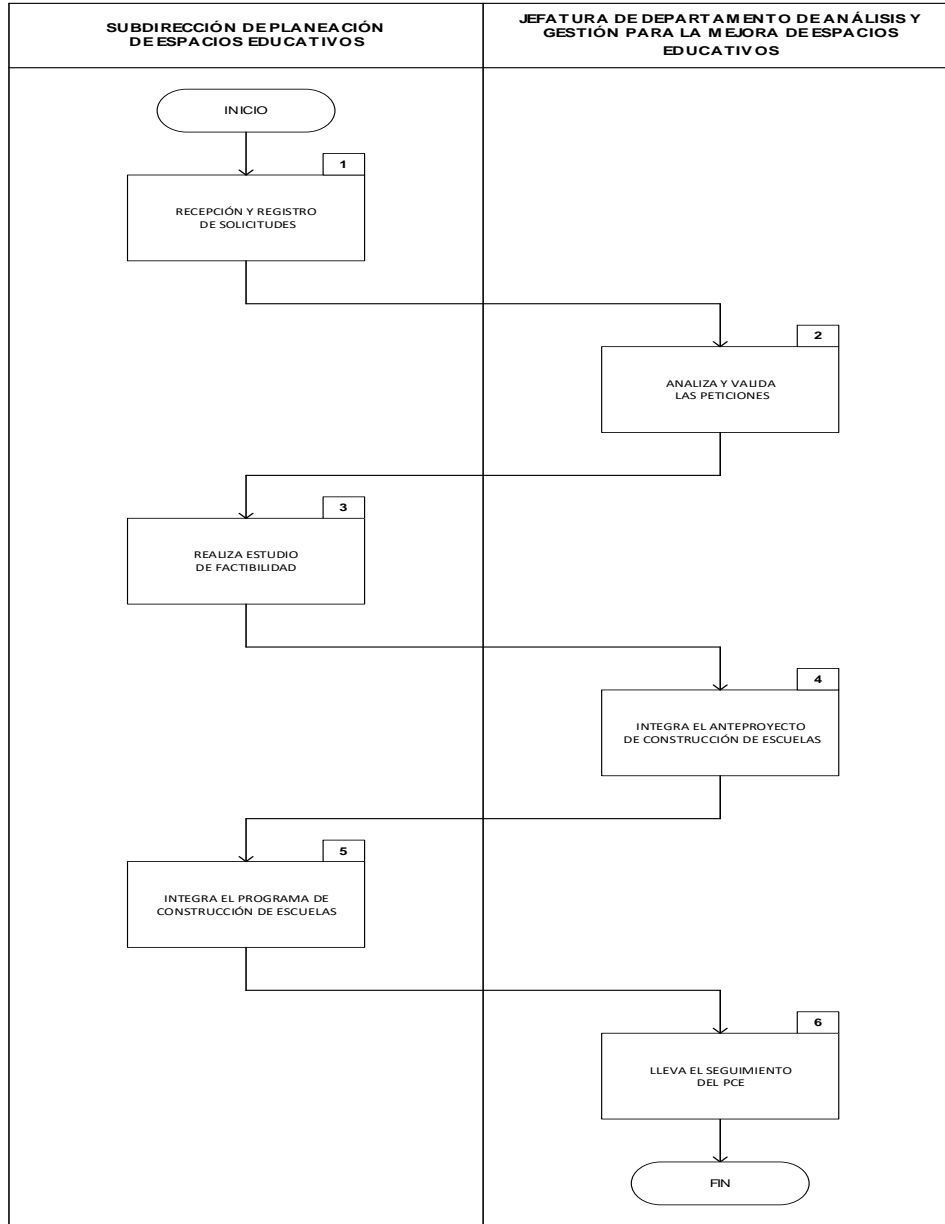 SUBDIRECCIÓN DE PLANEACIÓN
DE ESPACIOS EDUCATIVOS
JEFATURA DE DEPARTAMENTO DE ANÁLISIS Y
GESTIÓN PARA LA MEJORA DE ESPACIOS
EDUCATIVOS
INICIO
1
RECEPCIÓN Y REGISTRO
DE SOLICITUDES
2
ANALIZA Y VALIDA
LAS PETICIONES
3
REALIZA ESTUDIO
DE FACTIBILIDAD
4
INTEGRA EL ANTEPROYECTO
DE CONSTRUCCIÓN DE ESCUELAS
5
INTEGRA EL PROGRAMA DE
CONSTRUCCIÓN DE ESCUELAS
6
LLEVA EL SEGUIMIENTO
DEL PCE
FIN